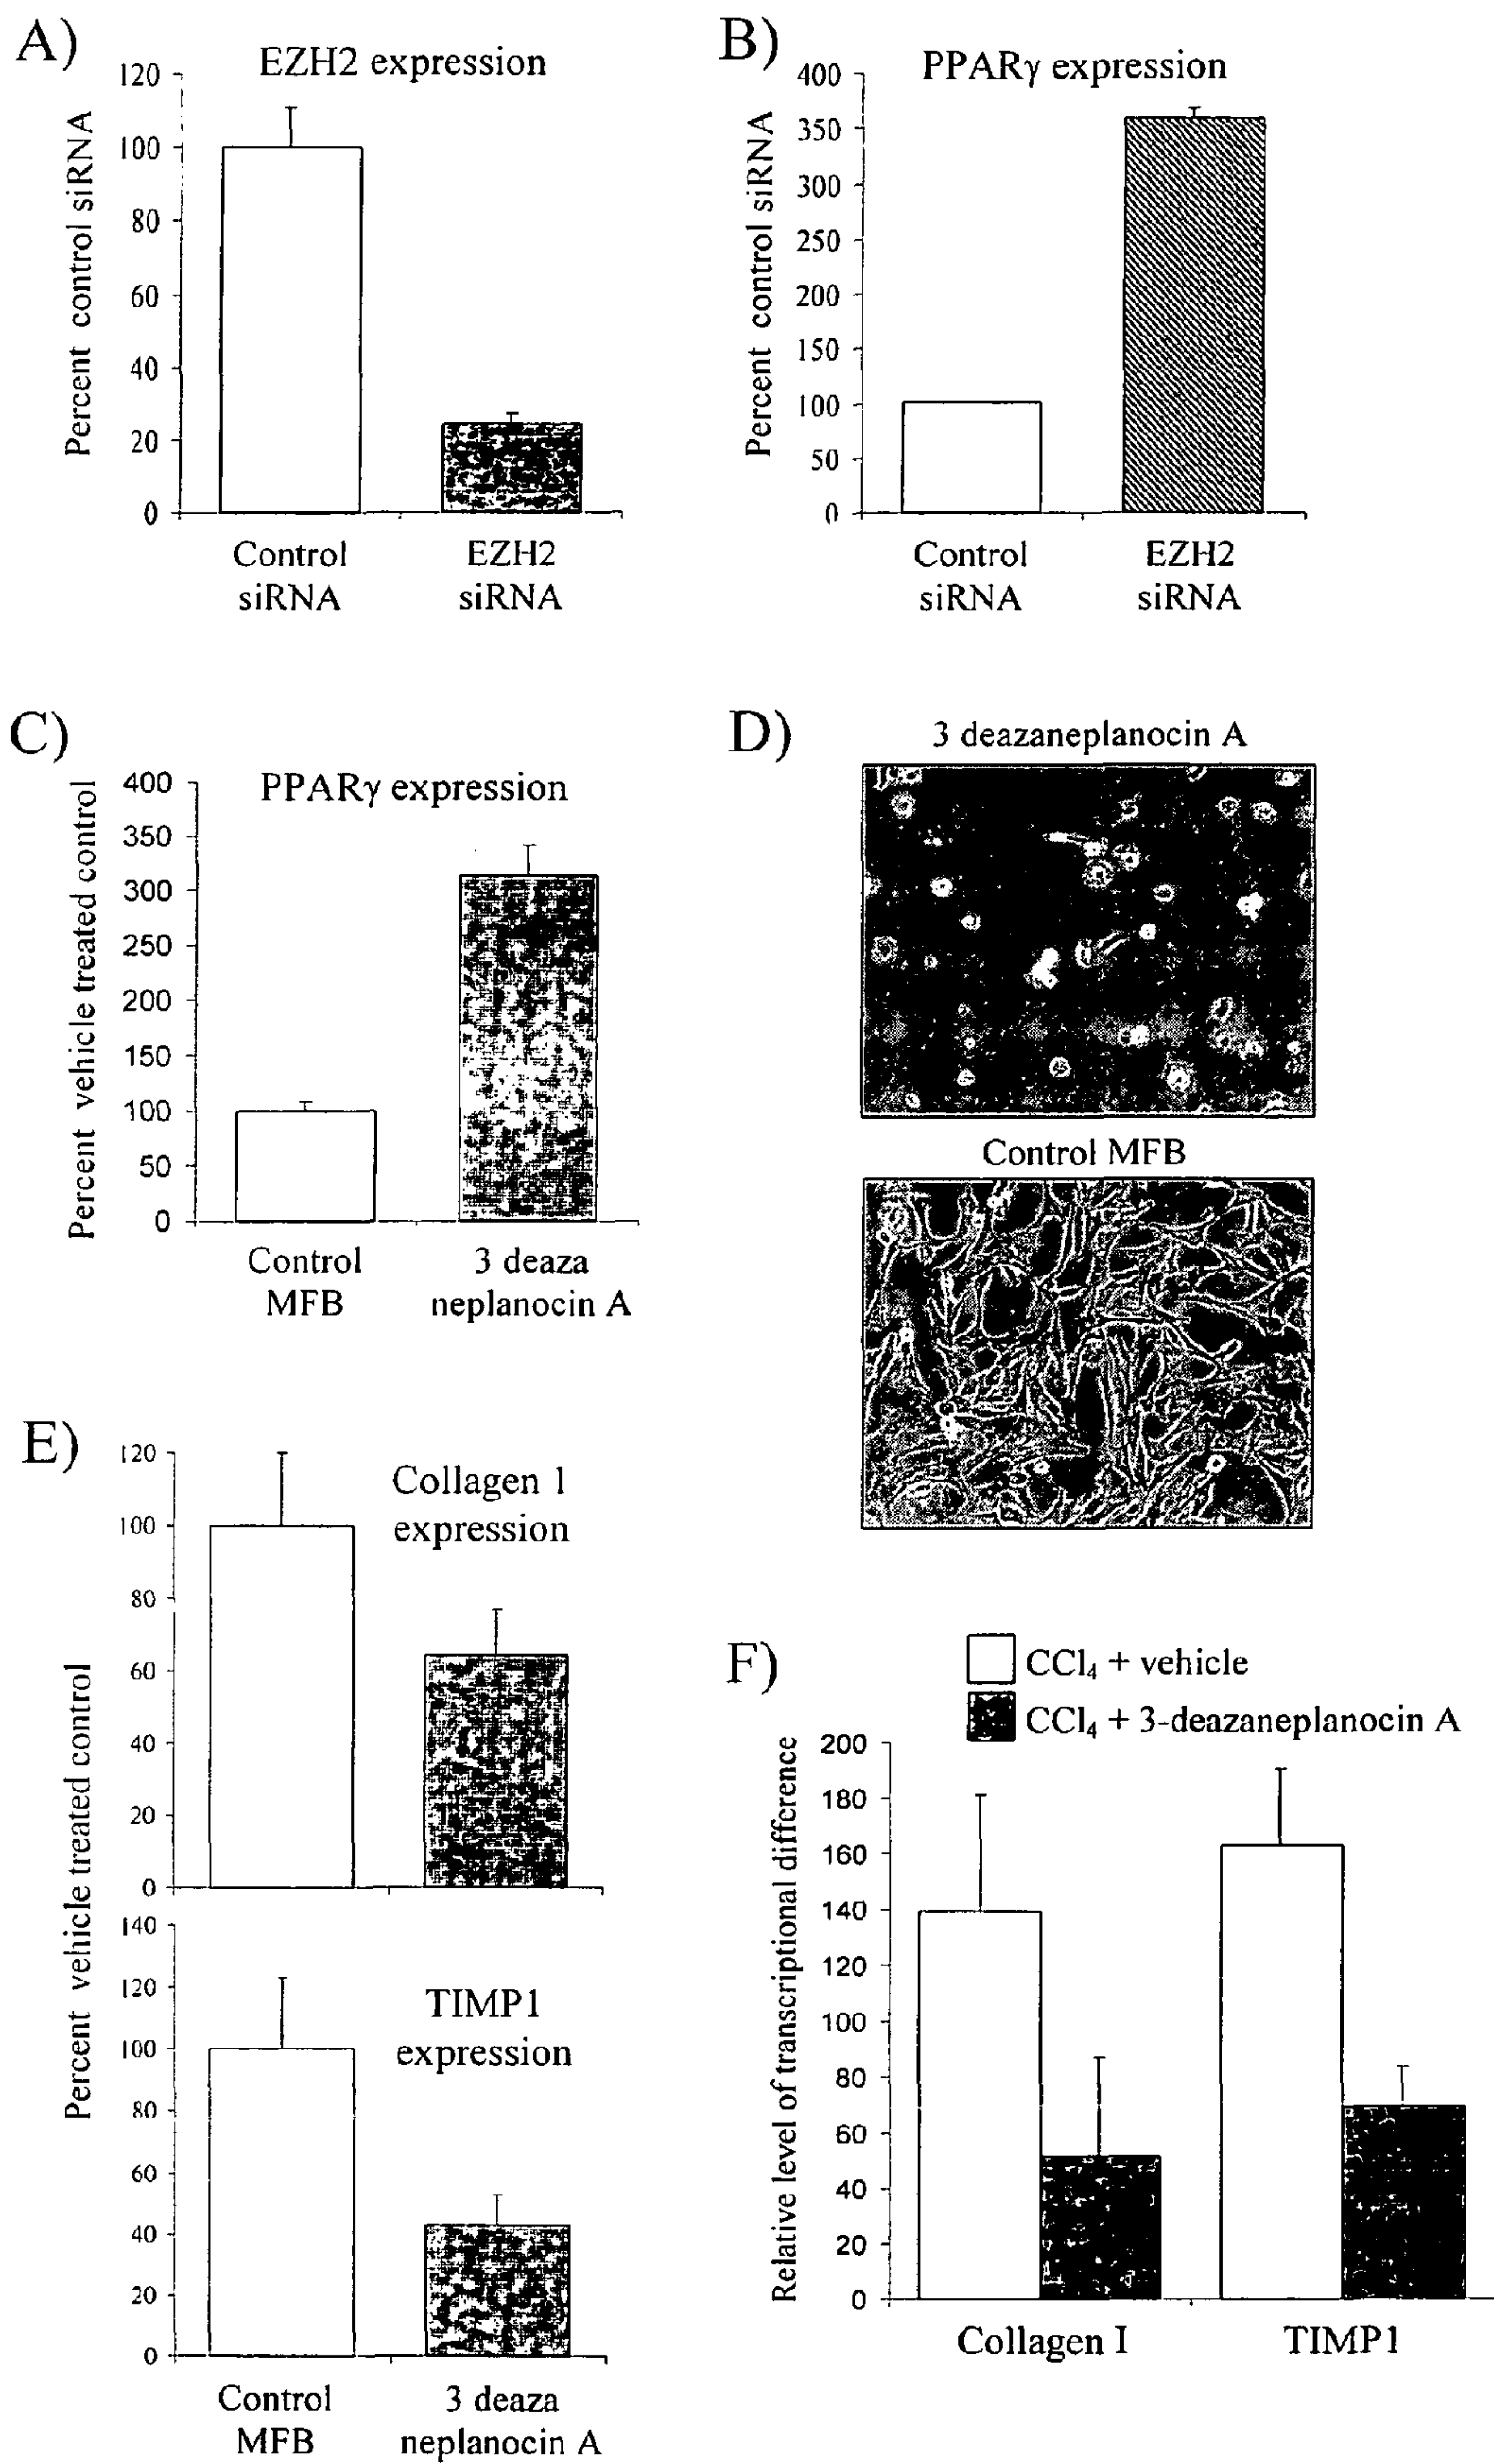 A)
EZH2 expression
Percent control siRNA
120
100
80
60
40
20
0
Control
siRNA
EZH2
siRNA
B)
PPARγ expression
Percent control siRNA
400
350
300
250
200
150
100
50
0
Control
siRNA
EZH2
siRNA
C)
PPARγ expression
Percent vehicle treated control
400
350
300
250
200
150
100
50
0
Control
MFB
3 deaza
neplanocin A
D)
3 deazaneplanocin A
Control MFB
E)
Percent vehicle treated control
Collagen 1
expression
120
100
80
60
40
20
0
TIMP1
expression
140
120
100
80
60
40
20
0
Control
MFB
3 deaza
neplanocin A
F)
CCl₄ + vehicle
CCl₄ + 3-deazaneplanocin A
Relative level of transcriptional difference
200
180
160
140
120
100
80
60
40
20
0
Collagen I
TIMP1